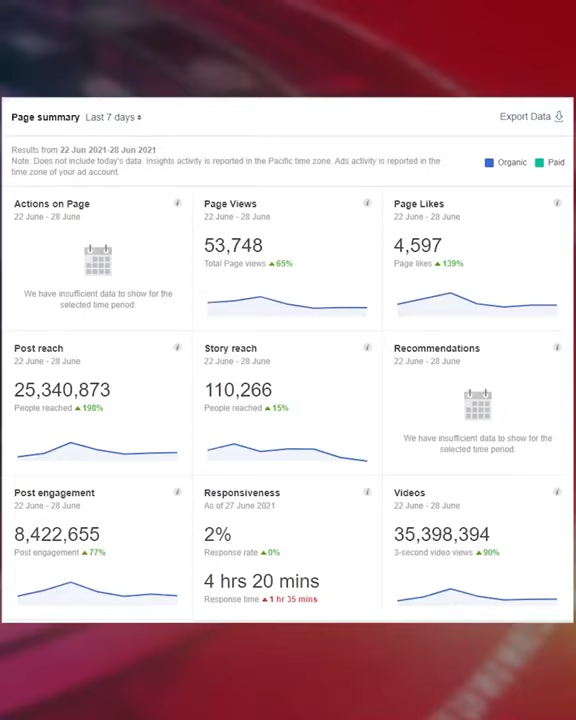 Page summary Last 7 days
Export Data
Results from 22 Jun 2021-28 Jun 2021
Note: Does not include today's data. Insights activity is reported in the Pacific time zone. Ads activity is reported in the
time zone of your ad account.
Organic Paid
Actions on Page
22 June - 28 June
We have insufficient data to show for the
selected time period.
Page Views
22 June - 28 June
53,748
Total Page views 65%
Page Likes
22 June - 28 June
4,597
Page likes 139%
Post reach
22 June - 28 June
25,340,873
People reached 198%
Story reach
22 June - 28 June
110,266
People reached 15%
Recommendations
22 June - 28 June
We have insufficient data to show for the
selected time period.
Post engagement
22 June - 28 June
8,422,655
Post engagement 77%
Responsiveness
As of 27 June 2021
2%
Response rate 0%
4 hrs 20 mins
Response time 1 hr 35 mins
Videos
22 June - 28 June
35,398,394
3-second video views 90%